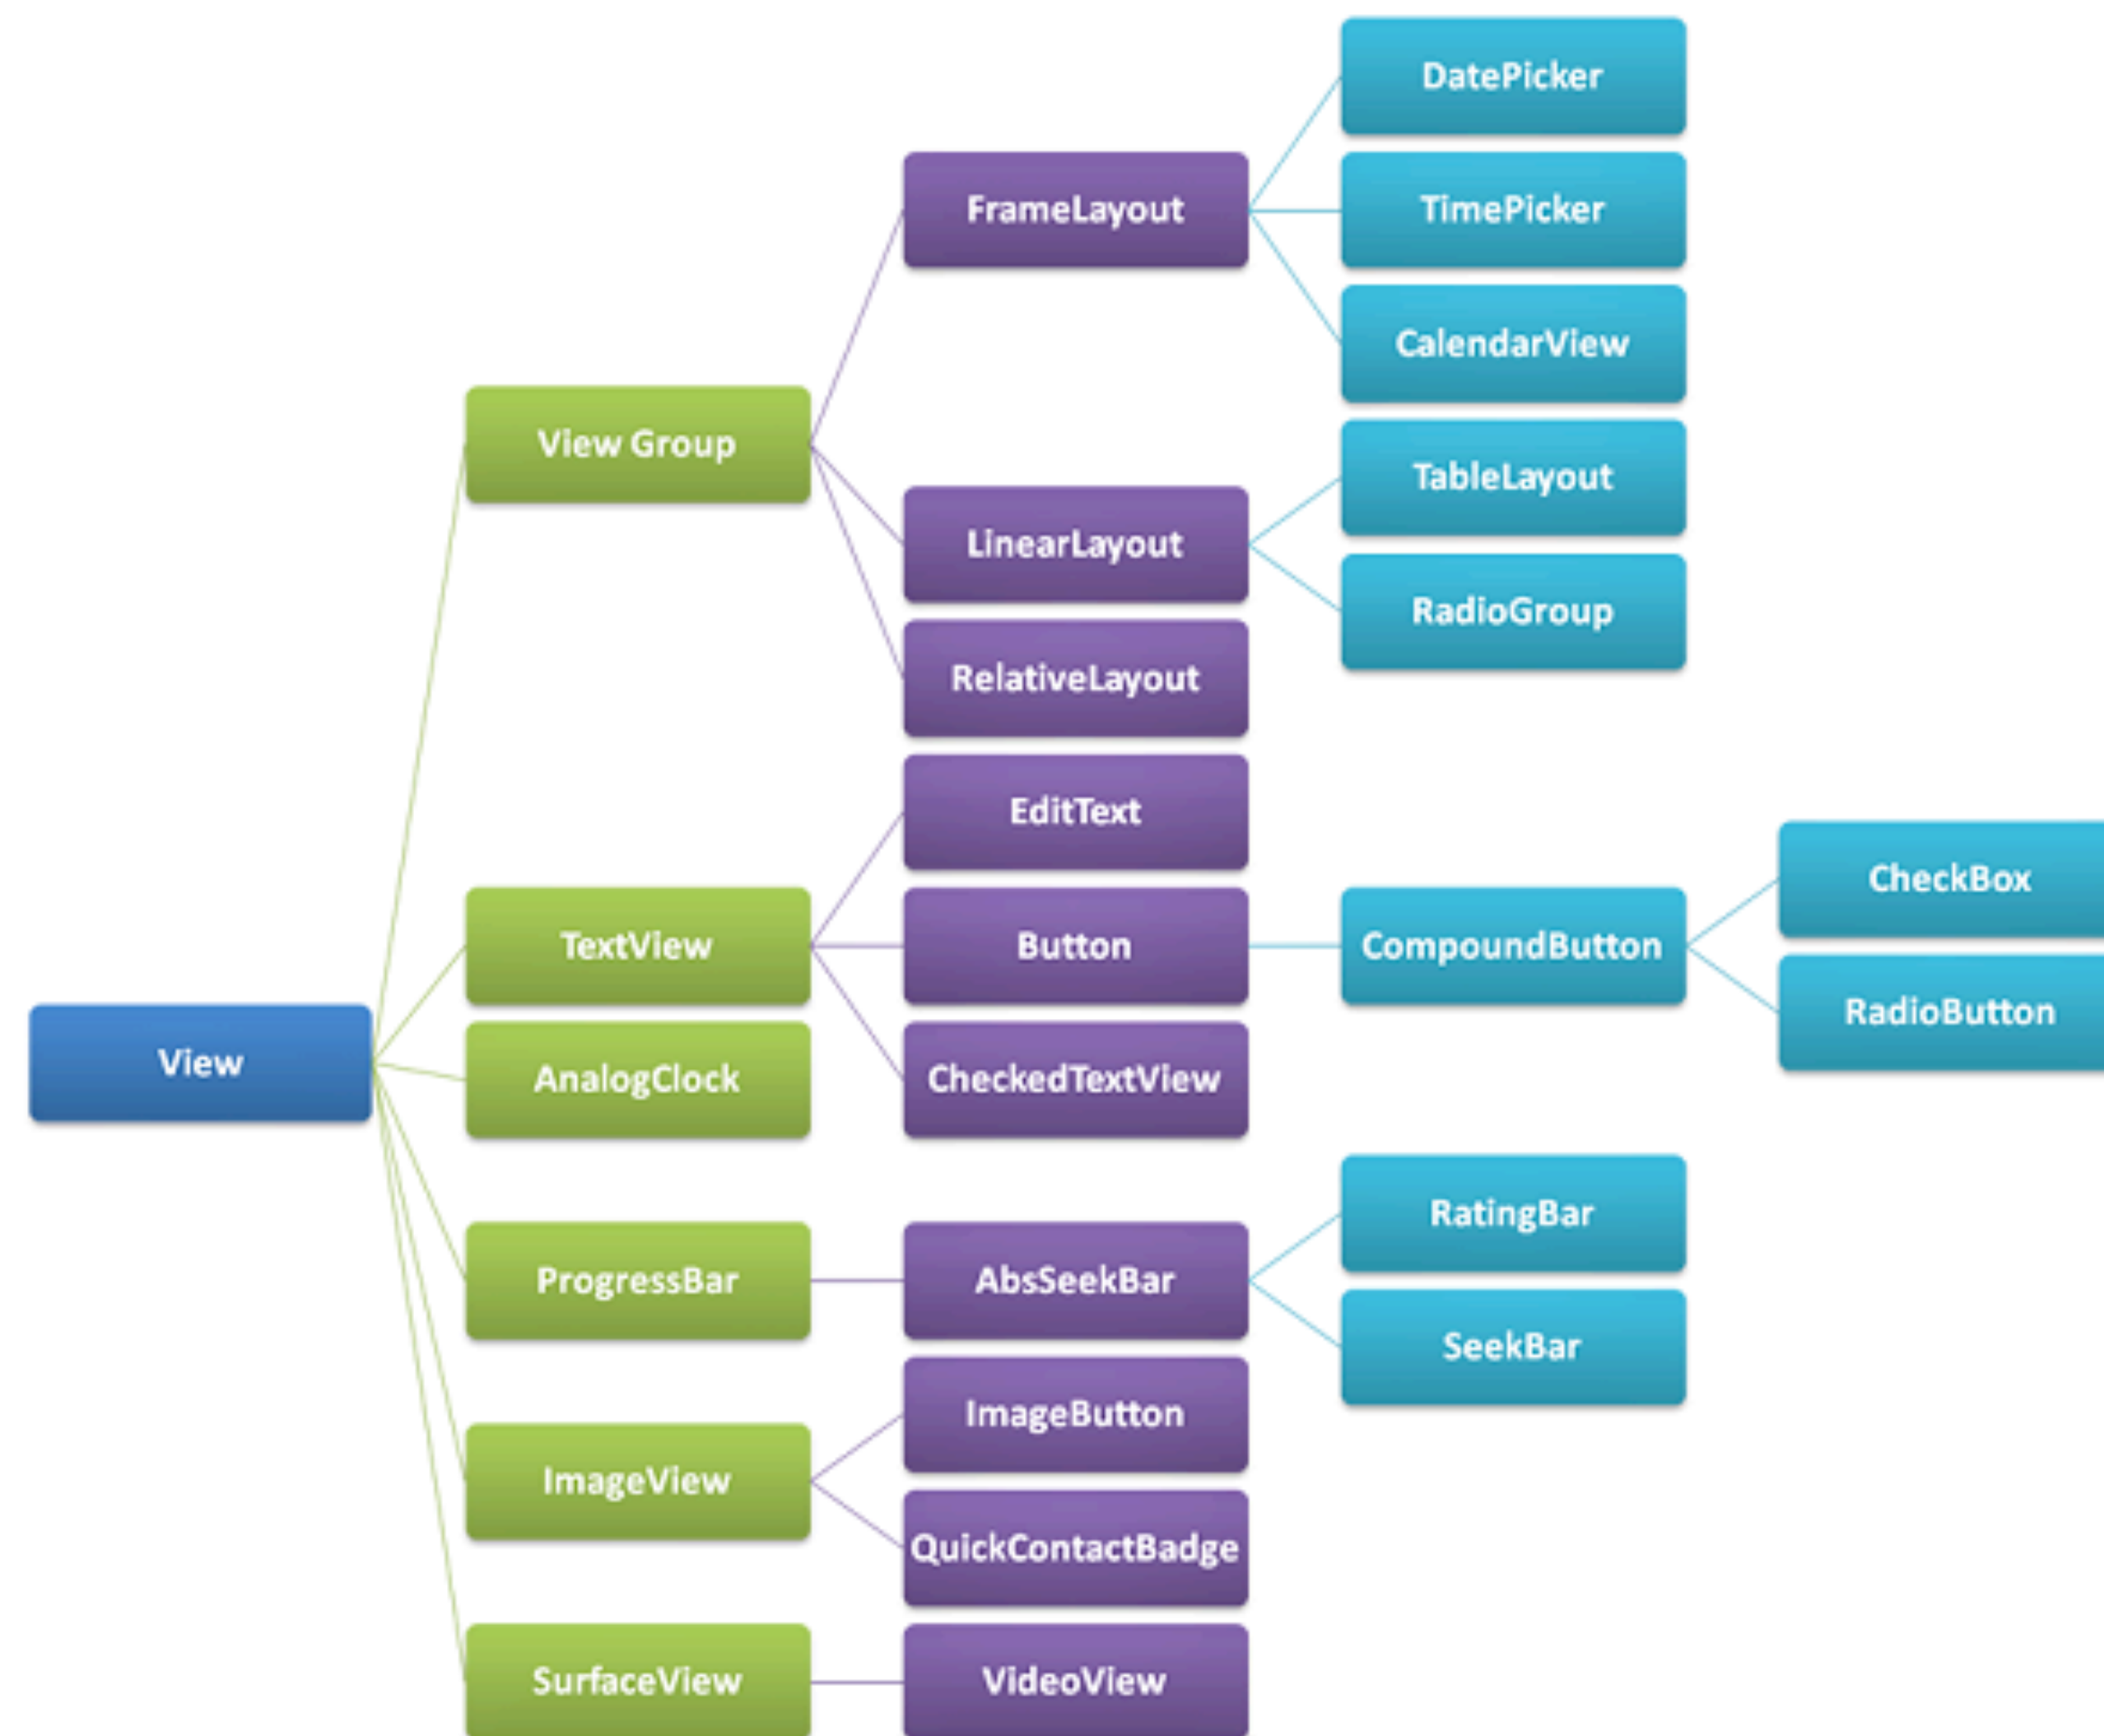 DatePicker
FrameLayout
TimePicker
CalendarView
View Group
TableLayout
LinearLayout
RadioGroup
RelativeLayout
EditText
CheckBox
TextView
Button
CompoundButton
RadioButton
View
AnalogClock
CheckedTextView
RatingBar
ProgressBar
AbsSeekBar
SeekBar
ImageButton
ImageView
QuickContactBadge
SurfaceView
VideoView